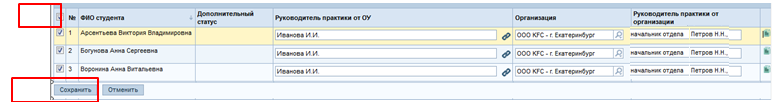 № ФИО студента Дополнительный статус Руководитель практики от ОУ Организация Руководитель практики от организации
1 Арсентьева Виктория Владимировна Иванова И.И. ООО KFC - г. Екатеринбург начальник отдела Петров Н.Н.,
2 Богунова Анна Сергеевна Иванова И.И. ООО KFC - г. Екатеринбург начальник отдела Петров Н.Н.,
3 Воронина Анна Витальевна Иванова И.И. ООО KFC - г. Екатеринбург начальник отдела Петров Н.Н.,
Сохранить Отменить